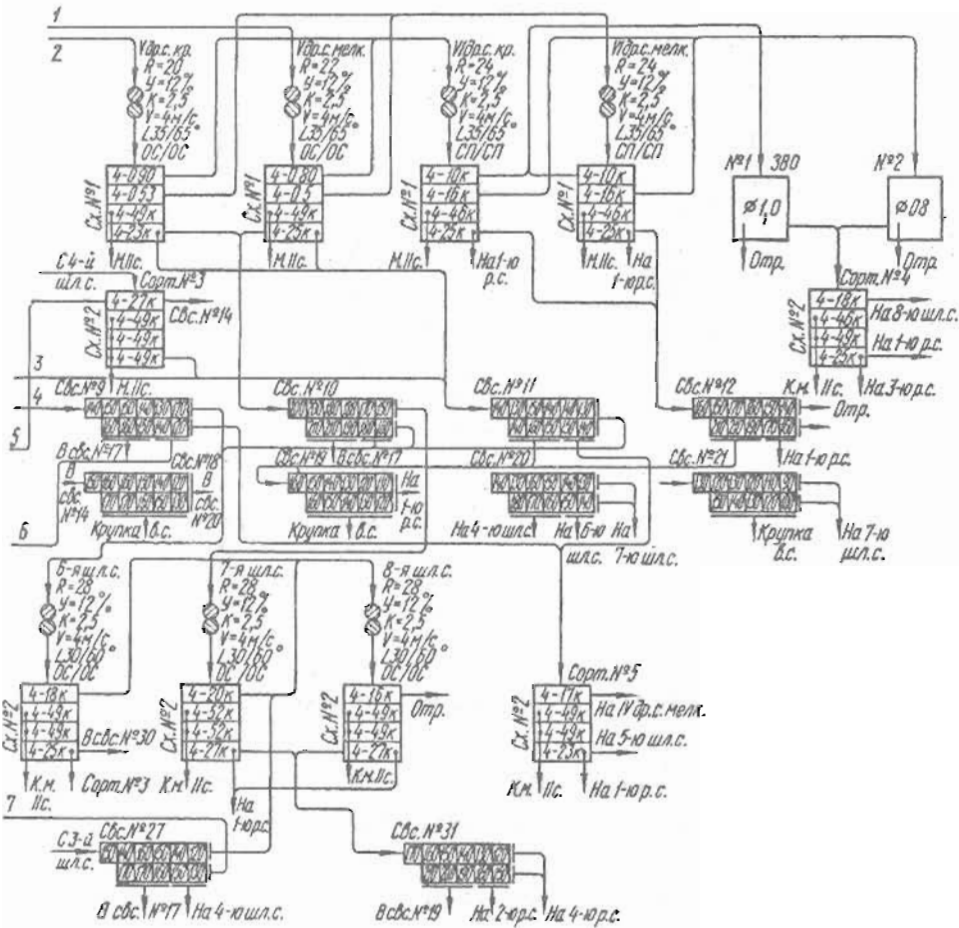 1
2
Vдр.с. кр.
R=20
У=12%
К=2,5
V=4м/с
L35/65°
ОС/ОС
Vдр.с. мелк.
R=22
У=12%
К=2,5
V=4м/с
L35/65°
ОС/ОС
VIдр.с. кр.
R=24
У=12%
К=2,5
V=4м/с
L35/65°
СП/СП
VIдр.с. мелк.
R=24
У=12%
К=2,5
V=4м/с
L35/65°
СП/СП
Сх.№1
4-0,90
4-0,53
4-49к
4-23к
М.IIс.
Сх.№1
4-0,80
4-0,5
4-49к
4-25к
М.IIс.
Сх.№1
4-10к
4-16к
4-46к
4-25к
М.IIс.
На 1-ю
р.с.
Сх.№1
4-10к
4-16к
4-46к
4-25к
М.IIс.
На
1-ю р.с.
№1
ЗВО
№2
ø1,0
ø08
Отр.
Отр.
С 4-й
шл.с.
Сорт.№3
Сх.№2
4-27к
4-49к
4-49к
4-49к
Свс.№14
М.IIс.
Сорт.№4
Сх.№2
4-18к
4-46к
4-49к
4-25к
На 8-ю шл.с.
На 1-ю р.с.
К.м.
IIс.
На 3-ю р.с.
3
4
5
6
Свс.№9
В свс.№17
Свс.№10
В свс.№17
Свс.№11
Свс.№12
Отр.
На 1-ю р.с.
Свс.№18
В
свс.
№14
В
свс.
№20
Крупка в.с.
Свс.№19
На
1-ю
р.с.
Крупка в.с.
Свс.№20
На 4-ю шл.с.
На 6-ю
шл.с.
На
7-ю шл.с.
Свс.№21
Крупка
в.с.
На 7-ю
шл.с.
6-я шл.с.
R=28
У=12%
К=2,5
V=4м/с
L30/60°
ОС/ОС
7-я шл.с.
R=28
У=12%
К=2,5
V=4м/с
L30/60°
ОС/ОС
8-я шл.с.
R=28
У=12%
К=2,5
V=4м/с
L30/60°
ОС/ОС
Сх.№2
4-18к
4-49к
4-49к
4-25к
В свс.№30
К.м.
IIс.
Сорт.№3
Сх.№2
4-20к
4-52к
4-52к
4-27к
К.м. IIс.
На
1-ю р.с.
Сх.№2
4-16к
4-49к
4-49к
4-27к
Отр.
К.м. IIс.
Сорт.№5
Сх.№2
4-17к
4-49к
4-49к
4-23к
На IVдр.с. мелк.
На 5-ю шл.с.
К.м. IIс.
На 1-ю р.с.
7
Свс.№27
С 3-й
шл.с.
В свс. №17
На 4-ю шл.с.
Свс.№31
В свс.№19
На 2-ю р.с.
На 4-ю р.с.